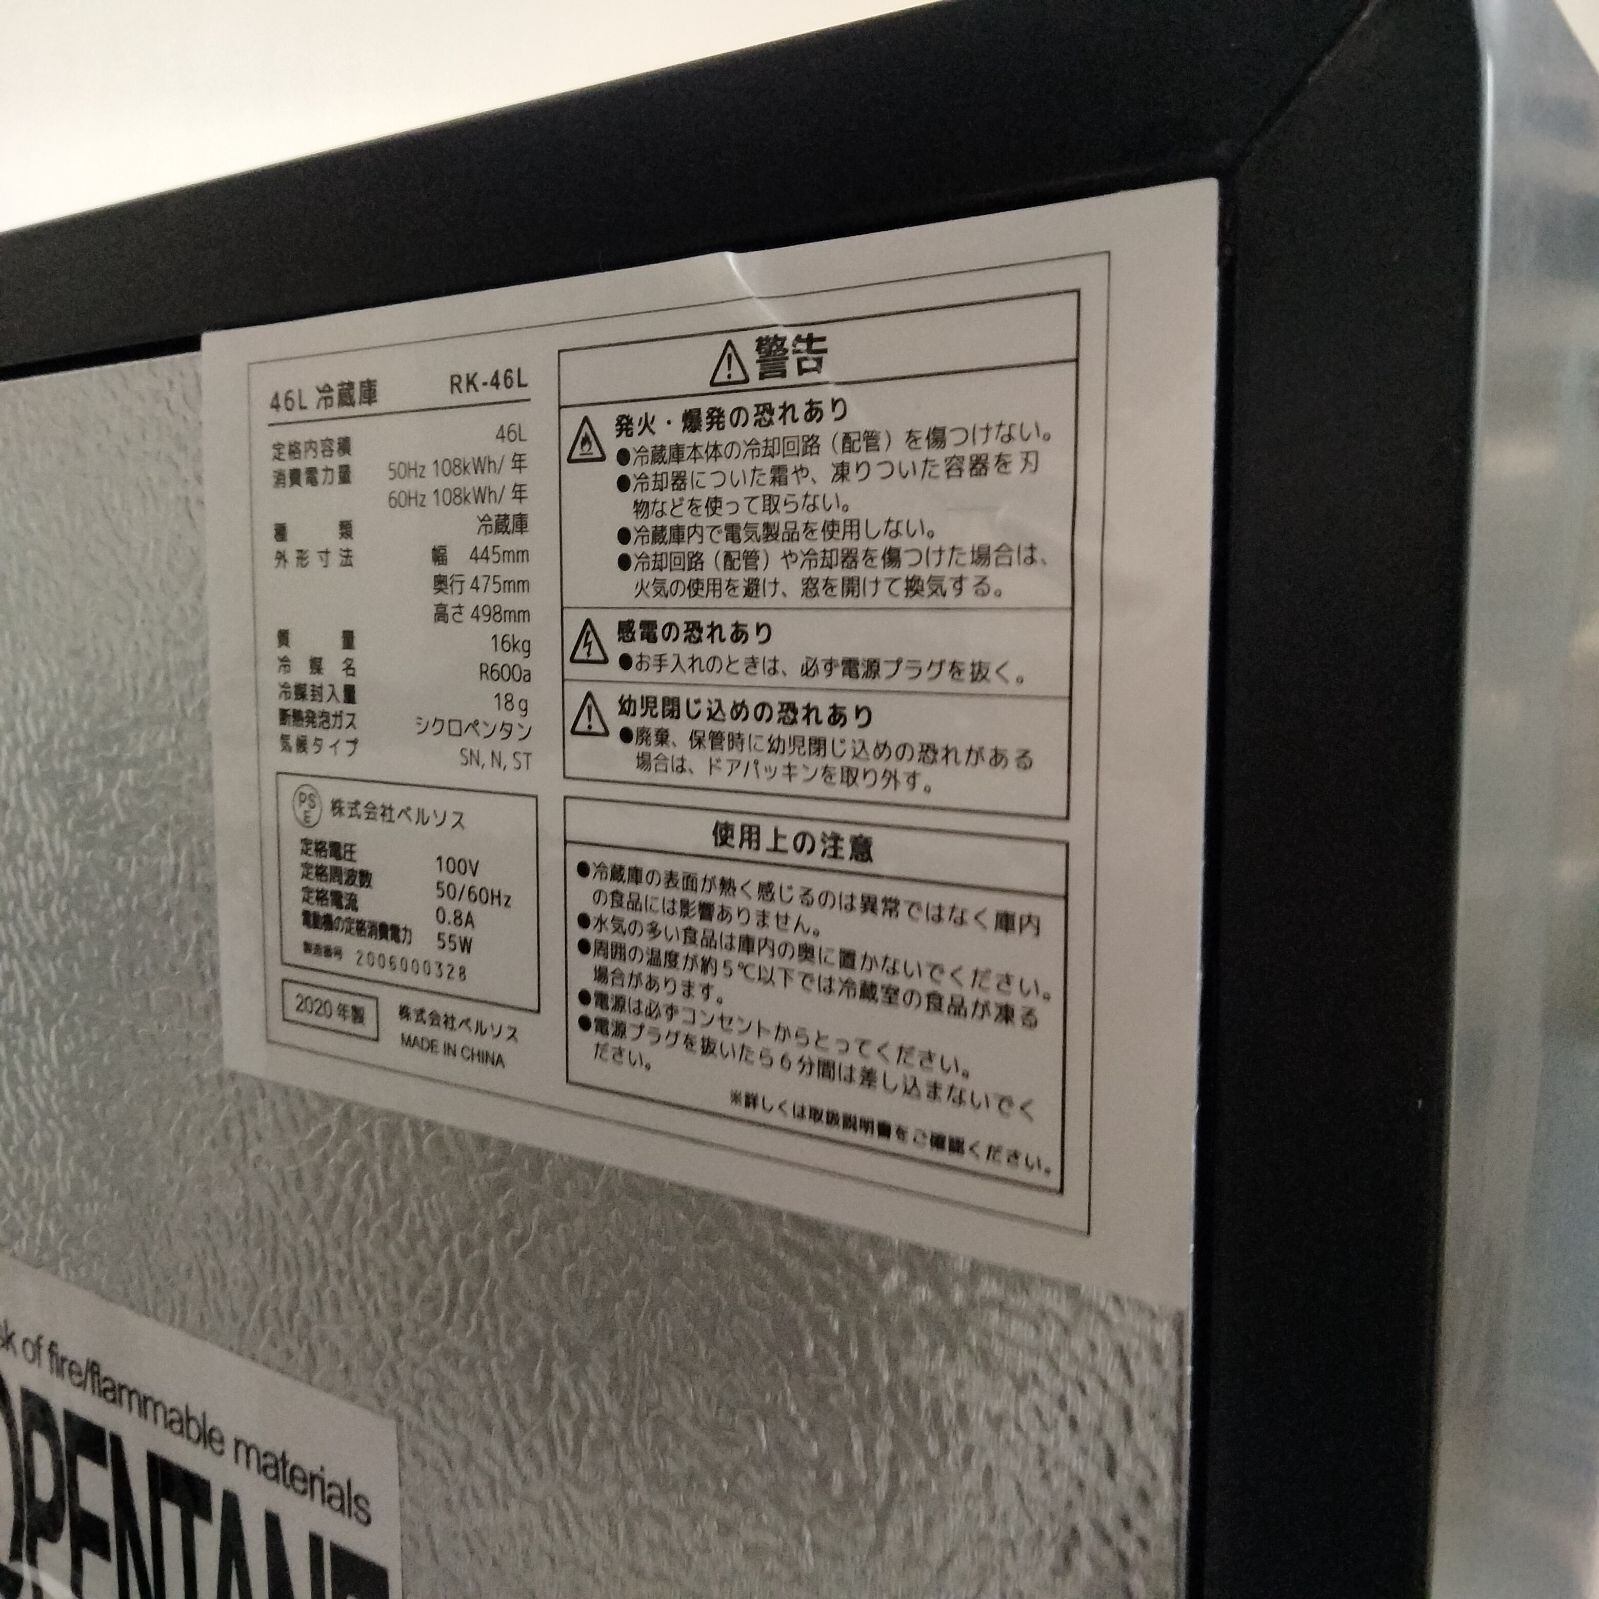 46L 冷蔵庫 RK-46L
定格内容積 46L
消費電力量 50Hz 108kWh/年
60Hz 108kWh/年
種類 冷蔵庫
外形寸法 幅 445mm
奥行 475mm
高さ 498mm
質量 16kg
冷媒名 R600a
冷媒封入量 18g
断熱発泡ガス シクロペンタン
気候タイプ SN, N, ST
PSE 株式会社ベルソス
定格電圧 100V
定格周波数 50/60Hz
定格電流 0.8A
電動機の定格消費電力 55W
製造番号 2006000328
2020年製 株式会社ベルソス
MADE IN CHINA
警告
発火・爆発の恐れあり
●冷蔵庫本体の冷却回路（配管）を傷つけない。
●冷却器についた霜や、凍りついた容器を刃
物などを使って取らない。
●冷蔵庫内で電気製品を使用しない。
●冷却回路（配管）や冷却器を傷つけた場合は、
火気の使用を避け、窓を開けて換気する。
感電の恐れあり
●お手入れのときは、必ず電源プラグを抜く。
幼児閉じ込めの恐れあり
●廃棄、保管時に幼児閉じ込めの恐れがある
場合は、ドアパッキンを取り外す。
使用上の注意
●冷蔵庫の表面が熱く感じるのは異常ではなく庫内
の食品には影響ありません。
●水気の多い食品は庫内の奥に置かないでください。
●周囲の温度が約5℃以下では冷蔵室の食品が凍る
場合があります。
●電源は必ずコンセントからとってください。
●電源プラグを抜いたら6分間は差し込まないでく
ださい。
※詳しくは取扱説明書をご確認ください。
of fire/flammable materials